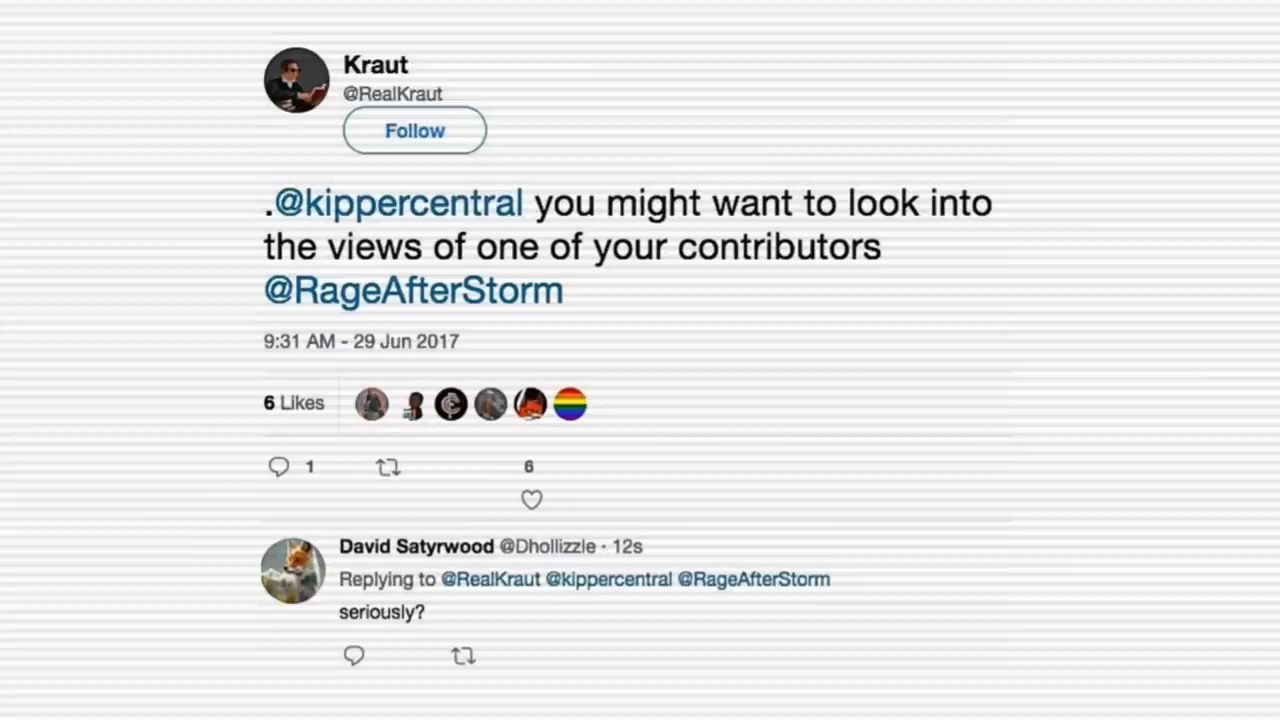 Kraut
@RealKraut
Follow
.@kippercentral you might want to look into
the views of one of your contributors
@RageAfterStorm
9:31 AM - 29 Jun 2017
6 Likes
1 6
David Satyrwood @Dhollizzle · 12s
Replying to @RealKraut @kippercentral @RageAfterStorm
seriously?